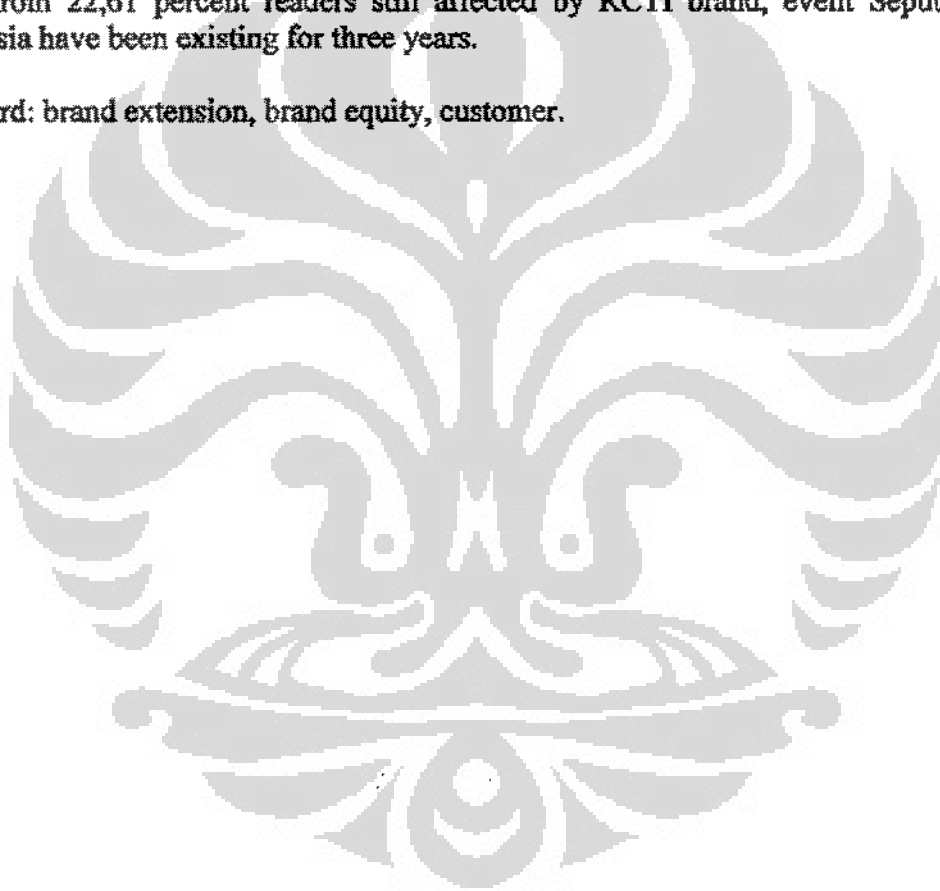 rom 22,61 percent readers still affected by RCTI brand, event Seput
sia have been existing for three years.
rd: brand extension, brand equity, customer.